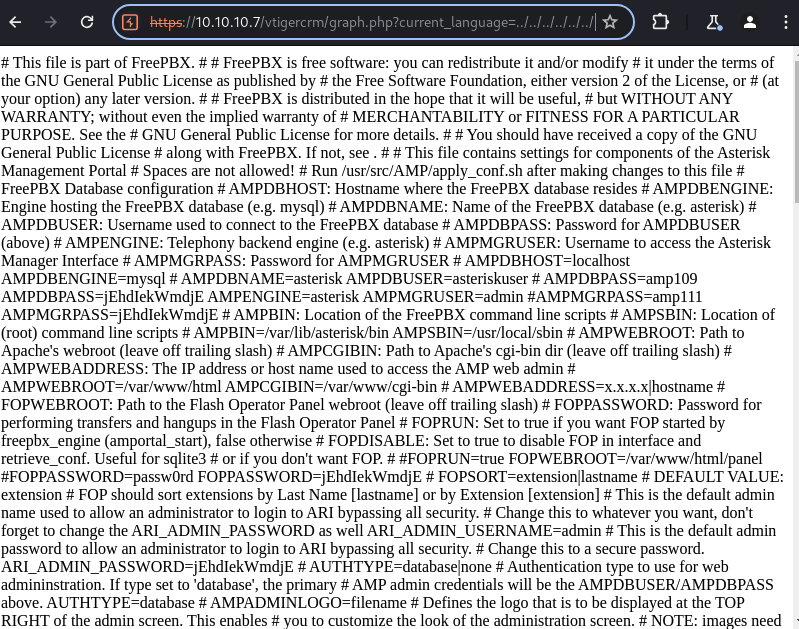 https://10.10.10.7/vtigercrm/graph.php?current_language=../../../../../../
# This file is part of FreePBX. # # FreePBX is free software: you can redistribute it and/or modify # it under the terms of
the GNU General Public License as published by # the Free Software Foundation, either version 2 of the License, or # (at
your option) any later version. # # FreePBX is distributed in the hope that it will be useful, # but WITHOUT ANY
WARRANTY; without even the implied warranty of # MERCHANTABILITY or FITNESS FOR A PARTICULAR
PURPOSE. See the # GNU General Public License for more details. # # You should have received a copy of the GNU
General Public License # along with FreePBX. If not, see . # # This file contains settings for components of the Asterisk
Management Portal # Spaces are not allowed! # Run /usr/src/AMP/apply_conf.sh after making changes to this file #
FreePBX Database configuration # AMPDBHOST: Hostname where the FreePBX database resides # AMPDBENGINE:
Engine hosting the FreePBX database (e.g. mysql) # AMPDBNAME: Name of the FreePBX database (e.g. asterisk) #
AMPDBUSER: Username used to connect to the FreePBX database # AMPDBPASS: Password for AMPDBUSER
(above) # AMPENGINE: Telephony backend engine (e.g. asterisk) # AMPMGRUSER: Username to access the Asterisk
Manager Interface # AMPMGRPASS: Password for AMPMGRUSER # AMPDBHOST=localhost
AMPDBENGINE=mysql # AMPDBNAME=asterisk AMPDBUSER=asteriskuser # AMPDBPASS=amp109
AMPDBPASS=jEhdIekWmdjE AMPENGINE=asterisk AMPMGRUSER=admin #AMPMGRPASS=amp111
AMPMGRPASS=jEhdIekWmdjE # AMPBIN: Location of the FreePBX command line scripts # AMPSBIN: Location of
(root) command line scripts # AMPBIN=/var/lib/asterisk/bin AMPSBIN=/usr/local/sbin # AMPWEBROOT: Path to
Apache's webroot (leave off trailing slash) # AMPCGIBIN: Path to Apache's cgi-bin dir (leave off trailing slash) #
AMPWEBADDRESS: The IP address or host name used to access the AMP web admin #
AMPWEBROOT=/var/www/html AMPCGIBIN=/var/www/cgi-bin # AMPWEBADDRESS=x.x.x.x|hostname #
FOPWEBROOT: Path to the Flash Operator Panel webroot (leave off trailing slash) # FOPPASSWORD: Password for
performing transfers and hangups in the Flash Operator Panel # FOPRUN: Set to true if you want FOP started by
freepbx_engine (amportal_start), false otherwise # FOPDISABLE: Set to true to disable FOP in interface and
retrieve_conf. Useful for sqlite3 # or if you don't want FOP. # #FOPRUN=true FOPWEBROOT=/var/www/html/panel
#FOPPASSWORD=passw0rd FOPPASSWORD=jEhdIekWmdjE # FOPSORT=extension|lastname # DEFAULT VALUE:
extension # FOP should sort extensions by Last Name [lastname] or by Extension [extension] # This is the default admin
name used to allow an administrator to login to ARI bypassing all security. # Change this to whatever you want, don't
forget to change the ARI_ADMIN_PASSWORD as well ARI_ADMIN_USERNAME=admin # This is the default admin
password to allow an administrator to login to ARI bypassing all security. # Change this to a secure password.
ARI_ADMIN_PASSWORD=jEhdIekWmdjE # AUTHTYPE=database|none # Authentication type to use for web
admininstration. If type set to 'database', the primary # AMP admin credentials will be the AMPDBUSER/AMPDBPASS
above. AUTHTYPE=database # AMPADMINLOGO=filename # Defines the logo that is to be displayed at the TOP
RIGHT of the admin screen. This enables # you to customize the look of the administration screen. # NOTE: images need